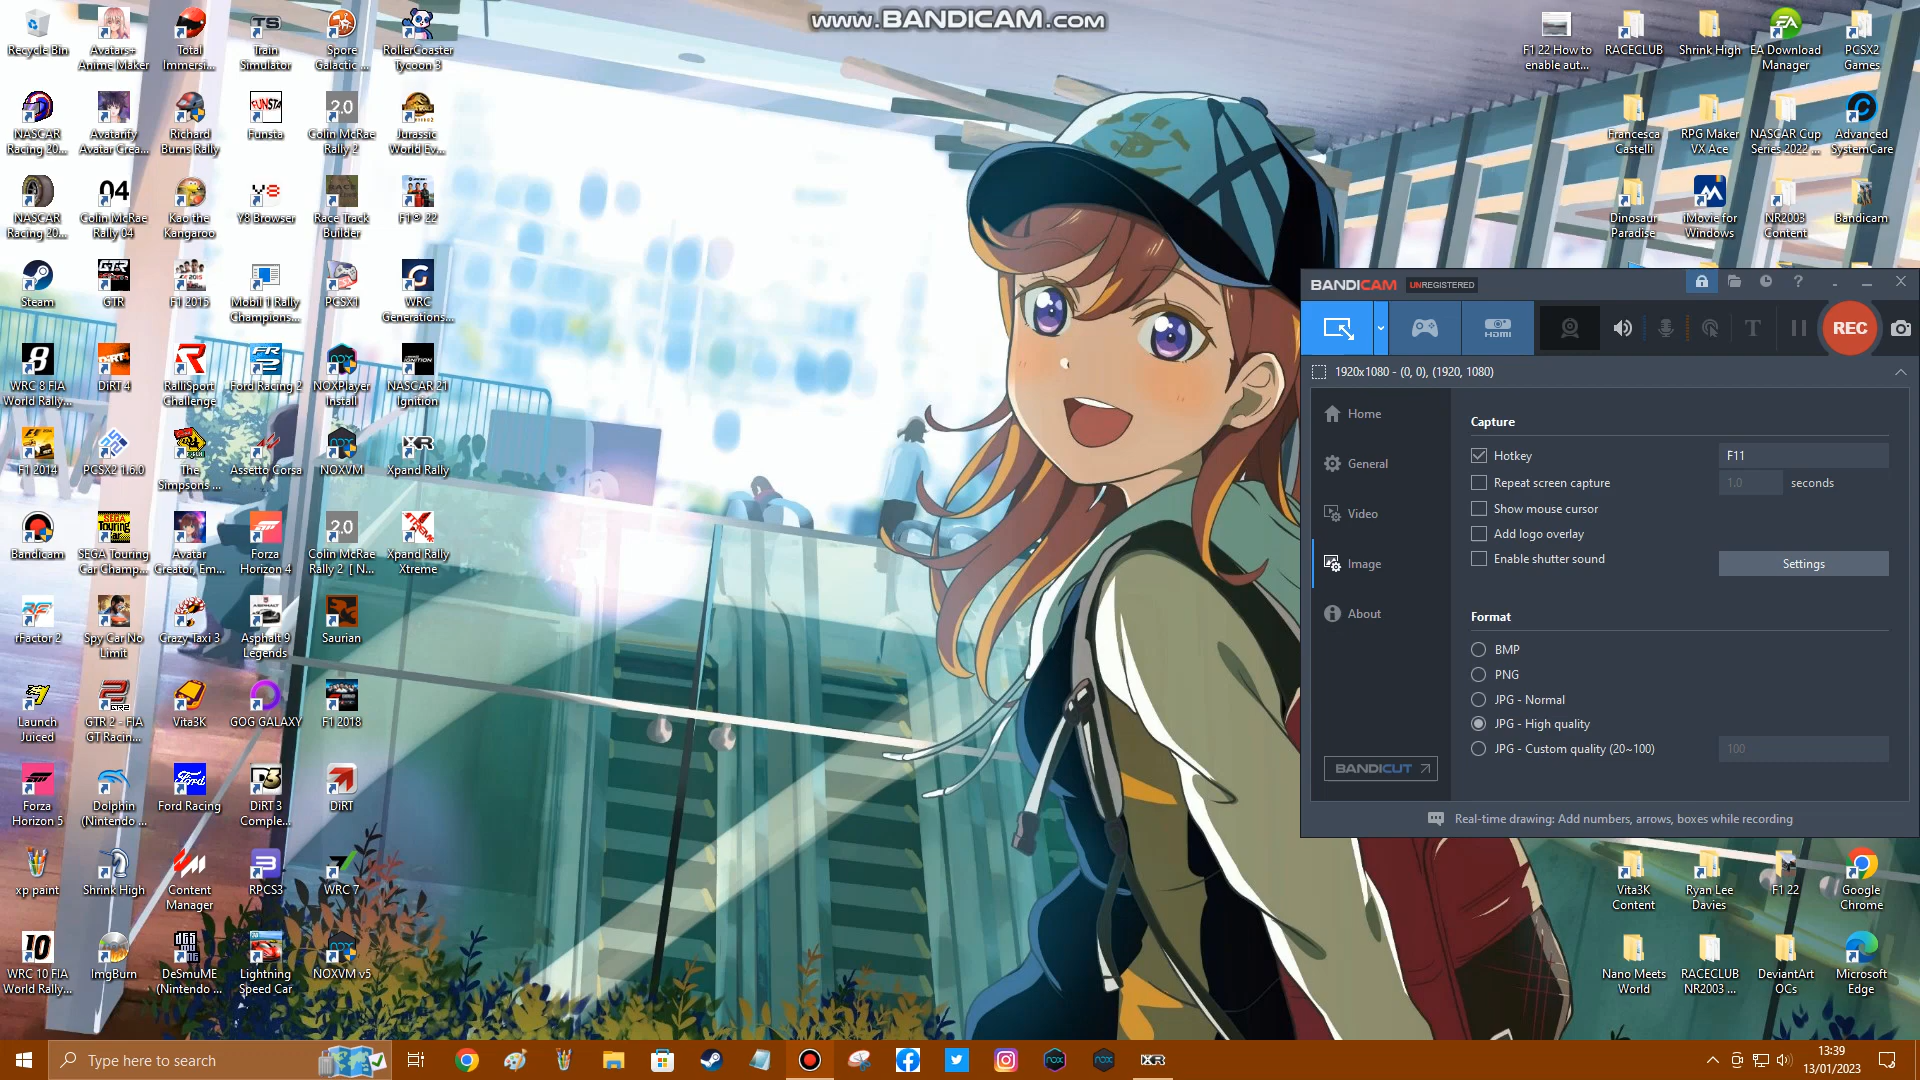 www.BANDICAM.com
Recycle Bin
Avatars+
Anime Maker
Total
Immersi...
Train
Simulator
Spore
Galactic ...
RollerCoaster
Tycoon 3
NASCAR
Racing 20...
Avatarify
Avatar Crea...
Richard
Burns Rally
Funsta
Colin McRae
Rally 2
Jurassic
World Ev...
NASCAR
Racing 20...
Colin McRae
Rally 04
Kao the
Kangaroo
Y8 Browser
Race Track
Builder
F1® 22
Steam
GTR
F1 2015
Mobil 1 Rally
Champions...
PCSX1
WRC
Generations...
WRC 8 FIA
World Rally...
DiRT 4
RalliSport
Challenge
Ford Racing 2
NOXPlayer
Install
NASCAR 21
Ignition
F1 2014
PCSX2 1.6.0
The
Simpsons ...
Assetto Corsa
NOXVM
Xpand Rally
Bandicam
SEGA Touring
Car Champ...
Avatar
Creator, Em...
Forza
Horizon 4
Colin McRae
Rally 2 [ N...
Xpand Rally
Xtreme
rFactor 2
Spy Car No
Limit
Crazy Taxi 3
Asphalt 9
Legends
Saurian
Launch
Juiced
GTR 2 - FIA
GT Racin...
Vita3K
GOG GALAXY
F1 2018
Forza
Horizon 5
Dolphin
(Nintendo ...
Ford Racing
DiRT 3
Comple...
DiRT
xp paint
Shrink High
Content
Manager
RPCS3
WRC 7
WRC 10 FIA
World Rally...
ImgBurn
DeSmuME
(Nintendo ...
Lightning
Speed Car
NOXVM v5
F1 22 How to
enable aut...
RACECLUB
Shrink High
EA Download
Manager
PCSX2
Games
Francesca
Castelli
RPG Maker
VX Ace
NASCAR Cup
Series 2022 ...
Advanced
SystemCare
Dinosaur
Paradise
iMovie for
Windows
NR2003
Content
Bandicam
BANDICAM UNREGISTERED
HDMI
T
REC
1920x1080 - (0, 0), (1920, 1080)
Home
General
Video
Image
About
BANDICUT
Capture
Hotkey F11
Repeat screen capture 1.0 seconds
Show mouse cursor
Add logo overlay
Enable shutter sound Settings
Format
BMP
PNG
JPG - Normal
JPG - High quality
JPG - Custom quality (20~100) 100
Real-time drawing: Add numbers, arrows, boxes while recording
Vita3K
Content
Ryan Lee
Davies
F1 22
Google
Chrome
Nano Meets
World
RACECLUB
NR2003 ...
DeviantArt
OCs
Microsoft
Edge
Type here to search
13:39
13/01/2023